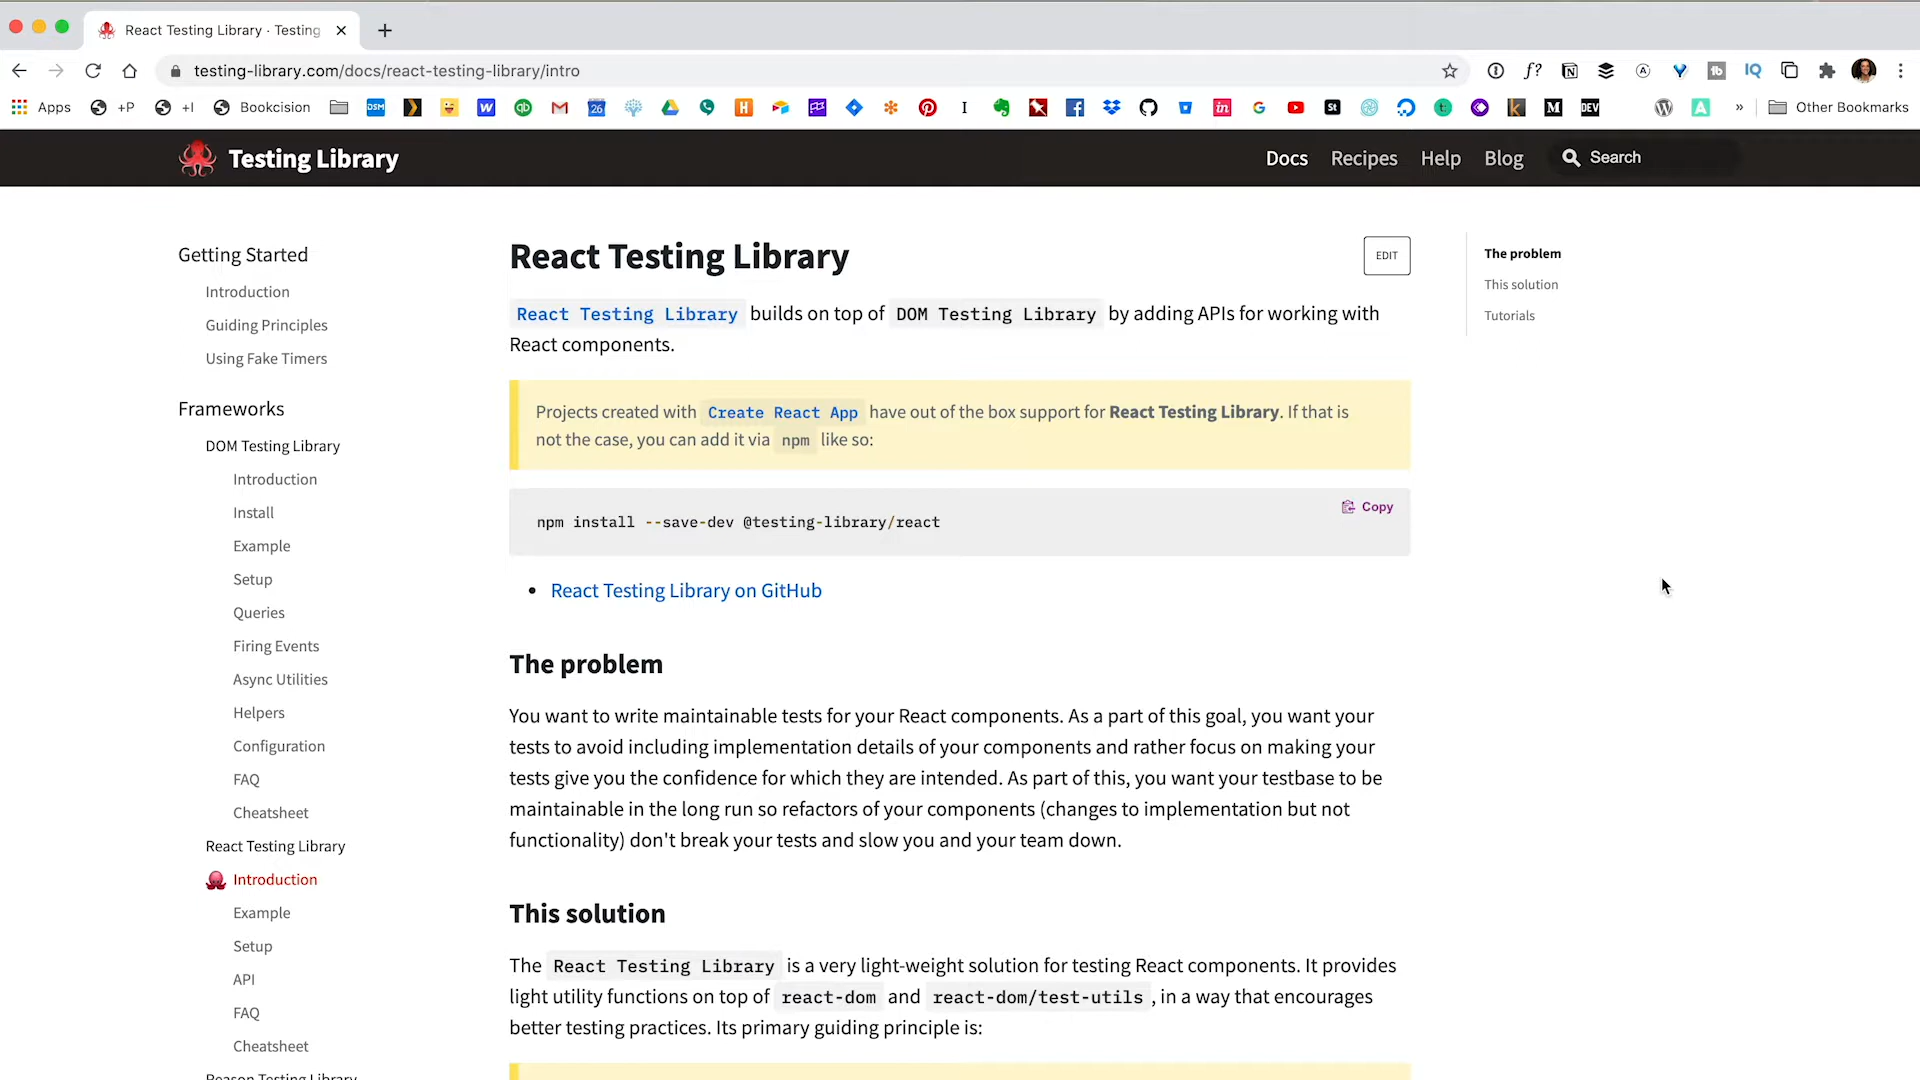 React Testing Library · Testing
testing-library.com/docs/react-testing-library/intro
Apps +P +I Bookcision Other Bookmarks
Testing Library
Docs Recipes Help Blog Search
Getting Started
Introduction
Guiding Principles
Using Fake Timers
Frameworks
DOM Testing Library
Introduction
Install
Example
Setup
Queries
Firing Events
Async Utilities
Helpers
Configuration
FAQ
Cheatsheet
React Testing Library
Introduction
Example
Setup
API
FAQ
Cheatsheet
Reason Testing Library
React Testing Library
EDIT
React Testing Library builds on top of DOM Testing Library by adding APIs for working with
React components.
Projects created with Create React App have out of the box support for React Testing Library. If that is
not the case, you can add it via npm like so:
Copy
npm install --save-dev @testing-library/react
• React Testing Library on GitHub
The problem
You want to write maintainable tests for your React components. As a part of this goal, you want your
tests to avoid including implementation details of your components and rather focus on making your
tests give you the confidence for which they are intended. As part of this, you want your testbase to be
maintainable in the long run so refactors of your components (changes to implementation but not
functionality) don't break your tests and slow you and your team down.
This solution
The React Testing Library is a very light-weight solution for testing React components. It provides
light utility functions on top of react-dom and react-dom/test-utils, in a way that encourages
better testing practices. Its primary guiding principle is:
The problem
This solution
Tutorials